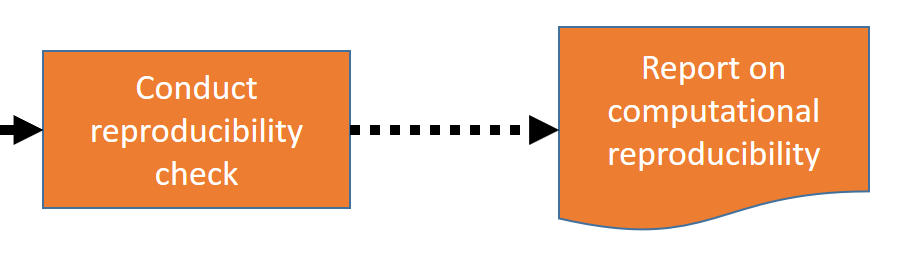 Conduct
reproducibility
check
Report on
computational
reproducibility